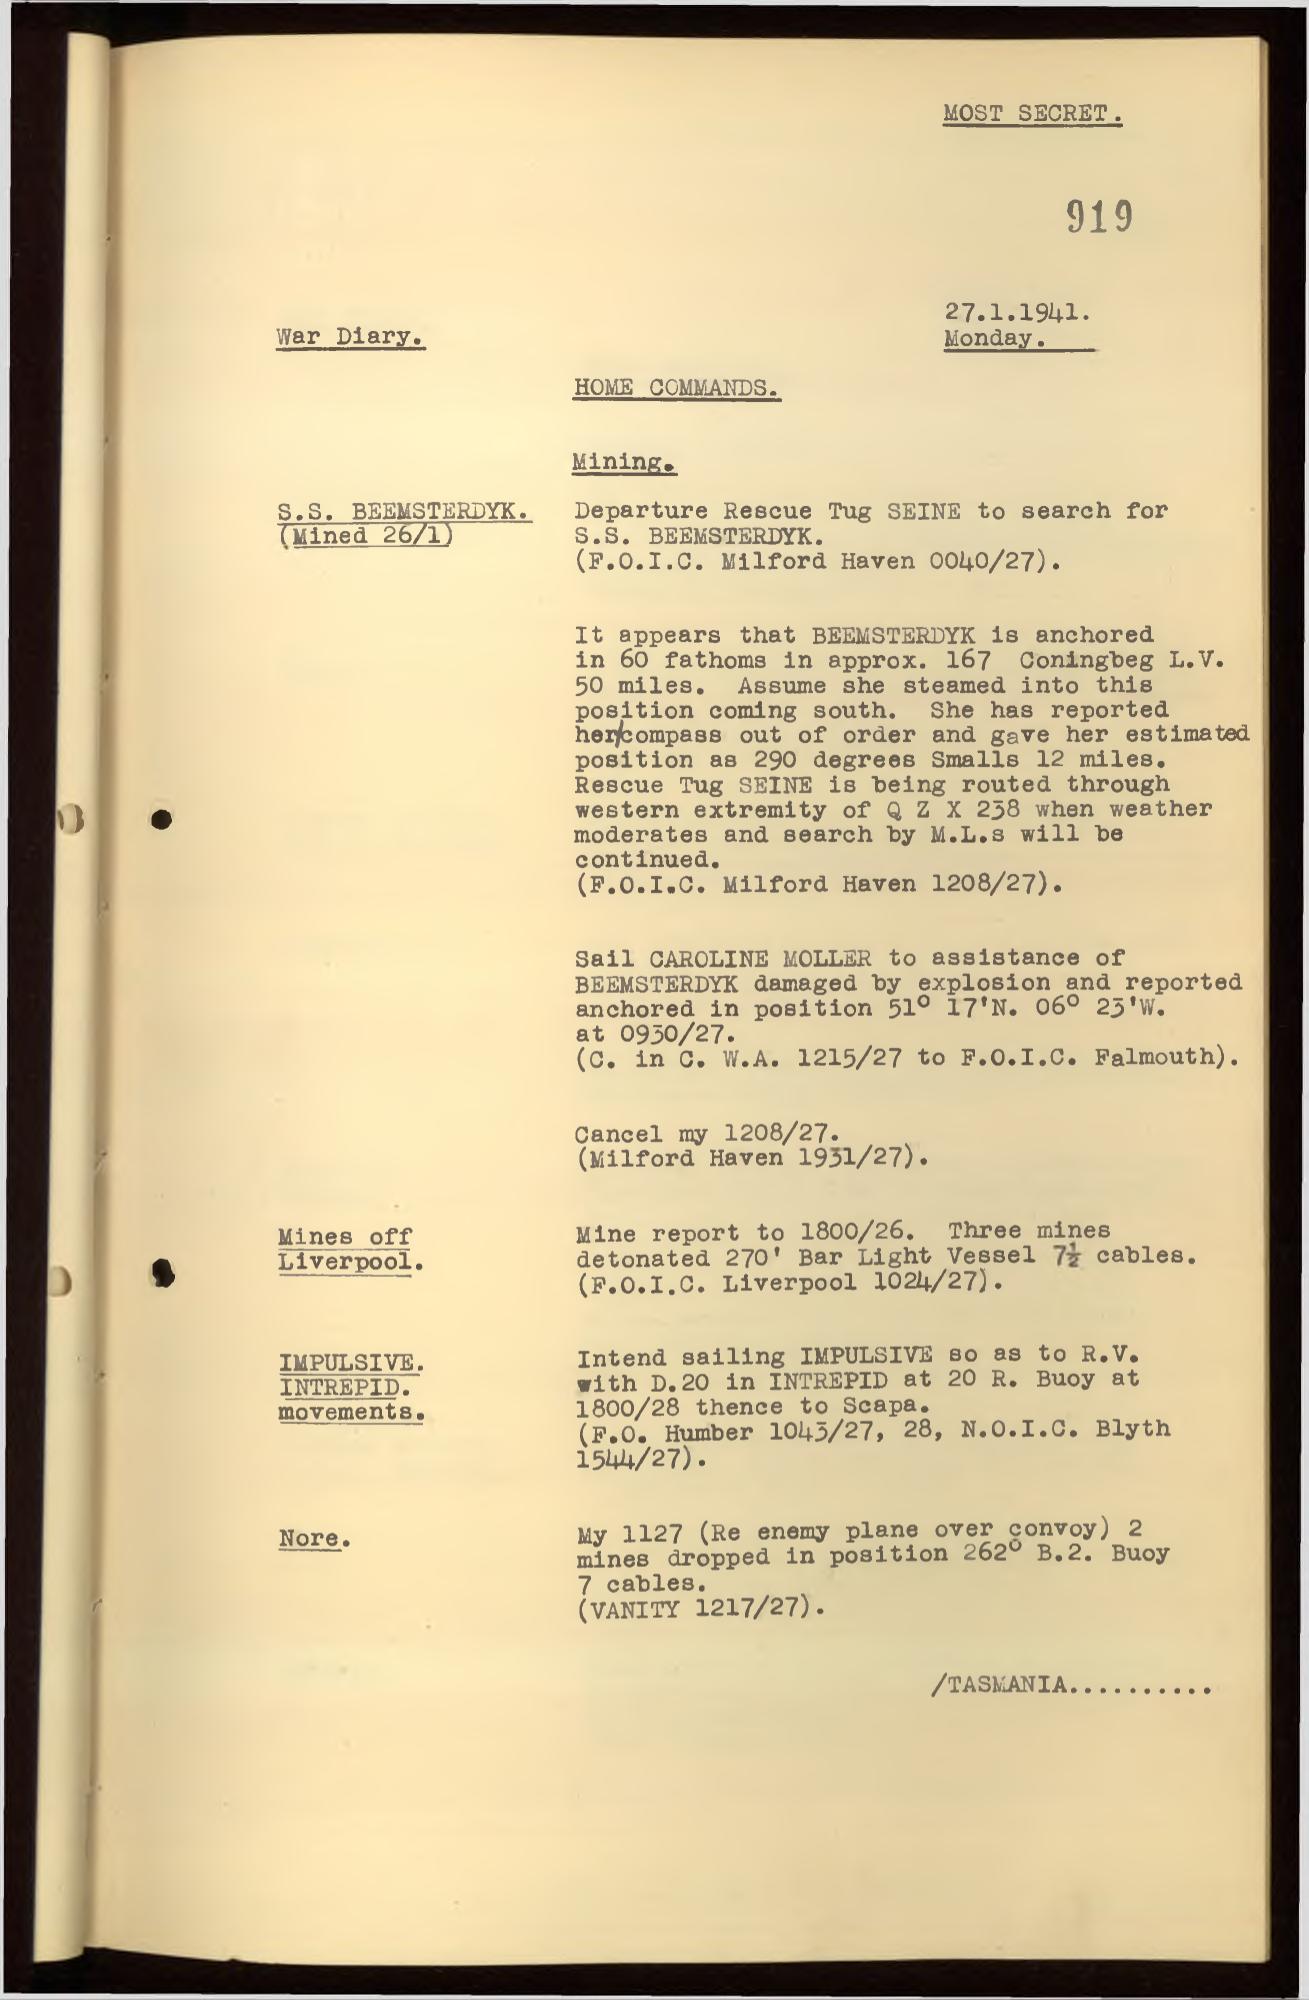 MOST SECRET.
919
27.1.1941.
War Diary.
Monday.
HOME COMMANDS.
Mining.
S.S. BEEMSTERDYK.
(Mined 26/1)
Departure Rescue Tug SEINE to search for
S.S. BEEMSTERDYK.
(F.O.I.C. Milford Haven 0040/27).
It appears that BEEMSTERDYK is anchored
in 60 fathoms in approx. 167 Coningbeg L.V.
50 miles. Assume she steamed into this
position coming south. She has reported
her/compass out of order and gave her estimated
position as 290 degrees Smalls 12 miles.
Rescue Tug SEINE is being routed through
western extremity of Q Z X 238 when weather
moderates and search by M.L.s will be
continued.
(F.O.I.C. Milford Haven 1208/27).
Sail CAROLINE MOLLER to assistance of
BEEMSTERDYK damaged by explosion and reported
anchored in position 51° 17'N. 06° 23'W.
at 0930/27.
(C. in C. W.A. 1215/27 to F.O.I.C. Falmouth).
Cancel my 1208/27.
(Milford Haven 1931/27).
Mines off
Liverpool.
Mine report to 1800/26. Three mines
detonated 270' Bar Light Vessel 7½ cables.
(F.O.I.C. Liverpool 1024/27).
IMPULSIVE.
INTREPID.
movements.
Intend sailing IMPULSIVE so as to R.V.
with D.20 in INTREPID at 20 R. Buoy at
1800/28 thence to Scapa.
(F.O. Humber 1043/27, 28, N.O.I.C. Blyth
1544/27).
Nore.
My 1127 (Re enemy plane over convoy) 2
mines dropped in position 262° B.2. Buoy
7 cables.
(VANITY 1217/27).
/TASMANIA..........